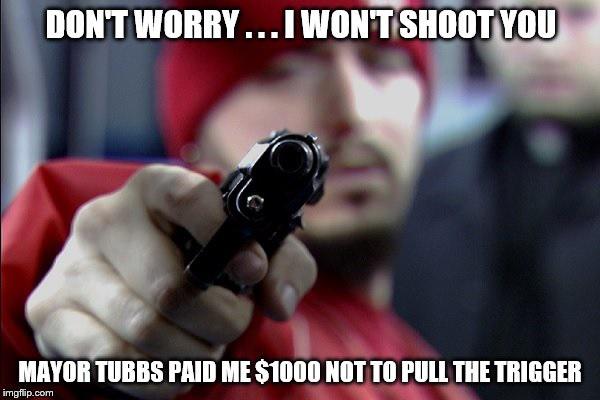 DON'T WORRY . . . I WON'T SHOOT YOU
MAYOR TUBBS PAID ME $1000 NOT TO PULL THE TRIGGER
imgflip.com